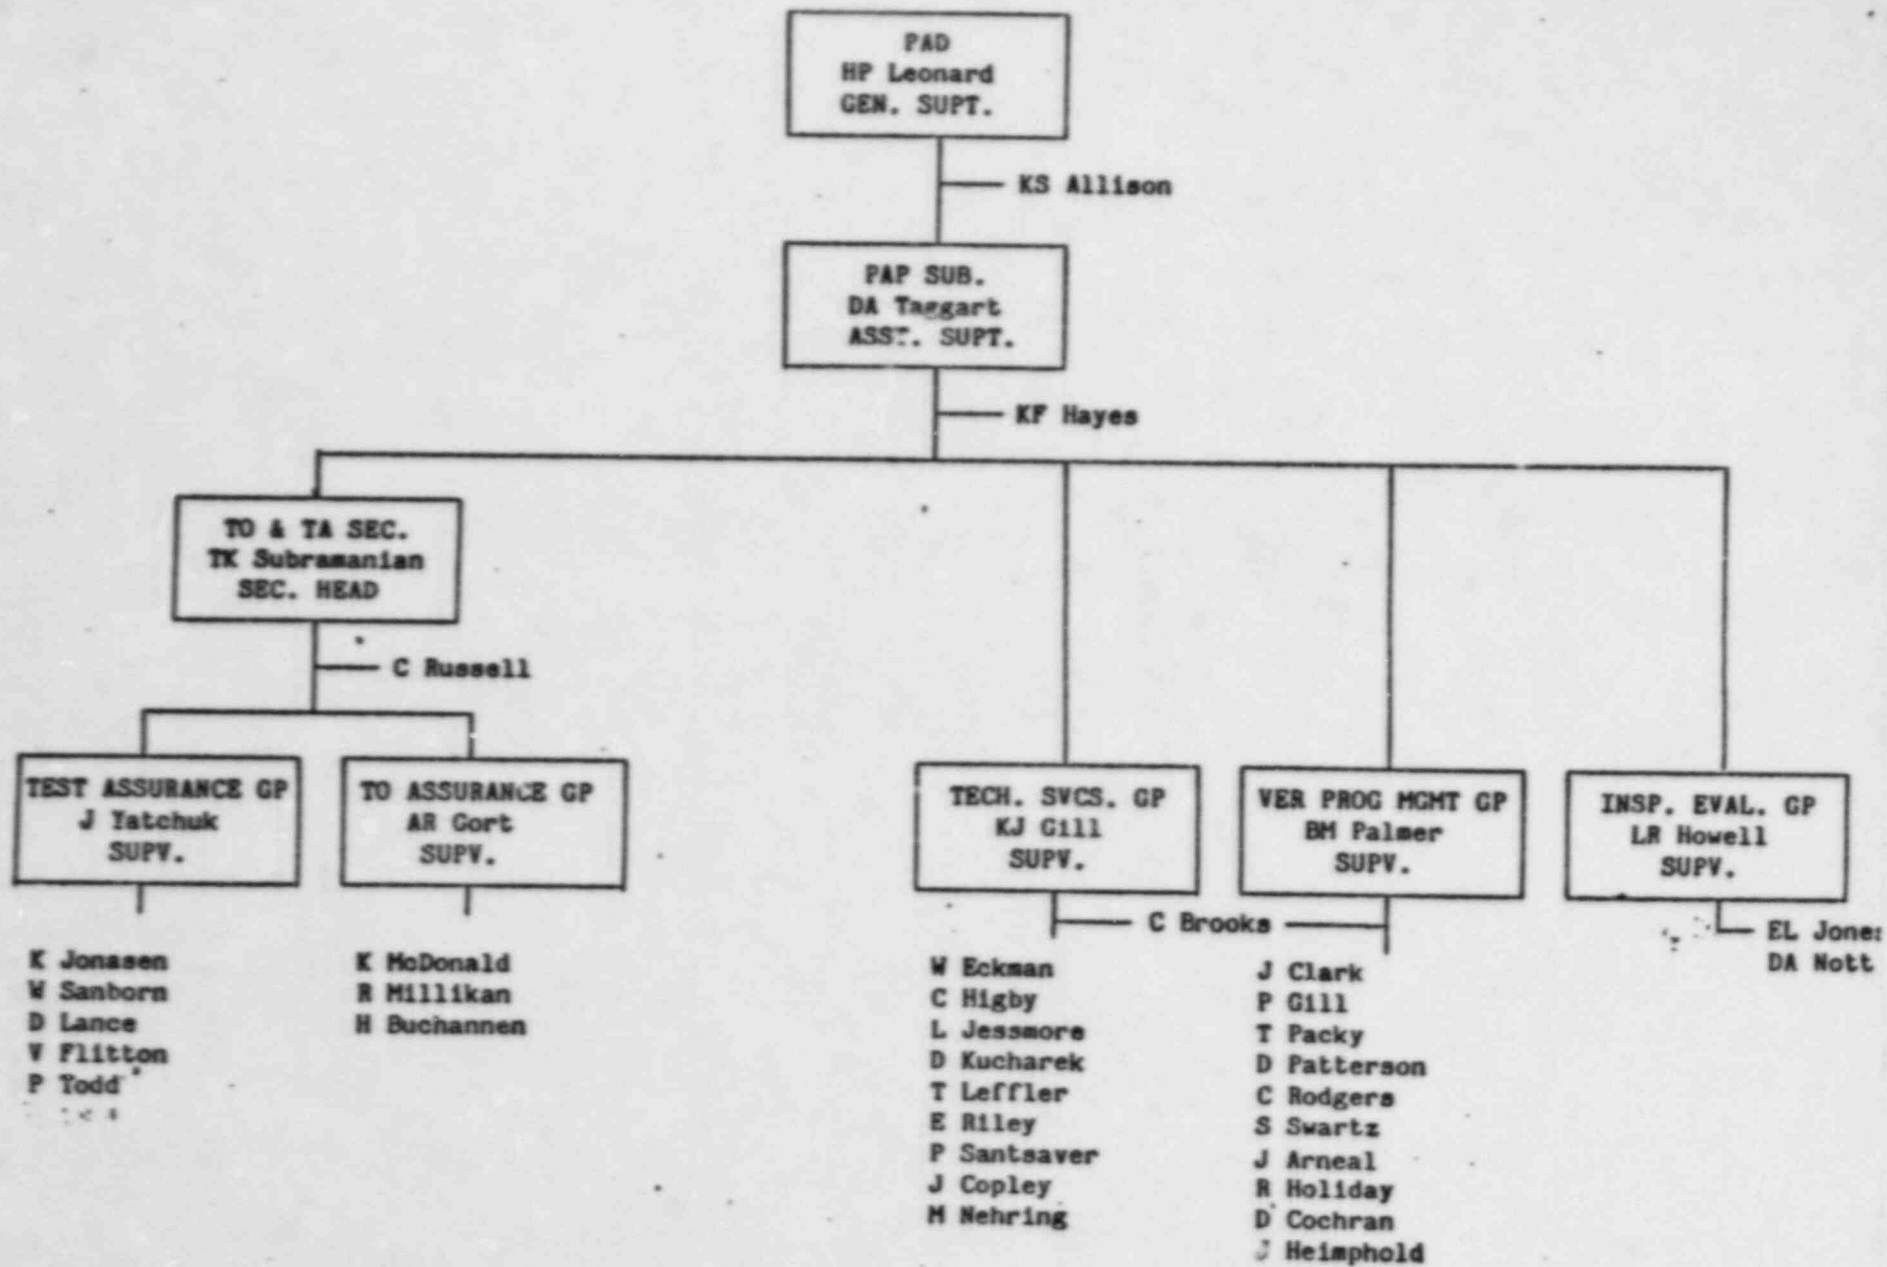 PAD
HP Leonard
GEN. SUPT.
KS Allison
PAP SUB.
DA Taggart
ASST. SUPT.
KF Hayes
TO & TA SEC.
TK Subramanian
SEC. HEAD
C Russell
TEST ASSURANCE GP
J Yatchuk
SUPV.
K Jonasen
W Sanborn
D Lance
V Flitton
P Todd
TO ASSURANCE GP
AR Gort
SUPV.
K McDonald
R Millikan
H Buchannen
TECH. SVCS. GP
KJ Gill
SUPV.
C Brooks
W Eckman
C Higby
L Jessmore
D Kucharek
T Leffler
E Riley
P Santsaver
J Copley
M Nehring
VER PROG MGMT GP
BM Palmer
SUPV.
J Clark
P Gill
T Packy
D Patterson
C Rodgers
S Swartz
J Arneal
R Holiday
D Cochran
J Heimphold
INSP. EVAL. GP
LR Howell
SUPV.
EL Jone
DA Nott